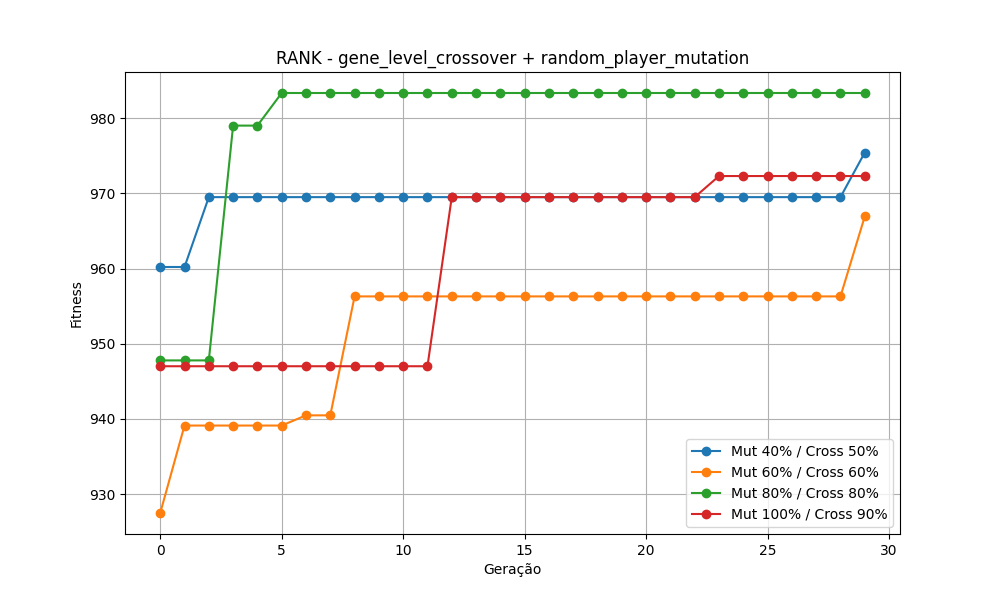 RANK - gene_level_crossover + random_player_mutation
Fitness
980
970
960
950
940
930
Mut 40% / Cross 50%
Mut 60% / Cross 60%
Mut 80% / Cross 80%
Mut 100% / Cross 90%
0 5 10 15 20 25 30
Geração